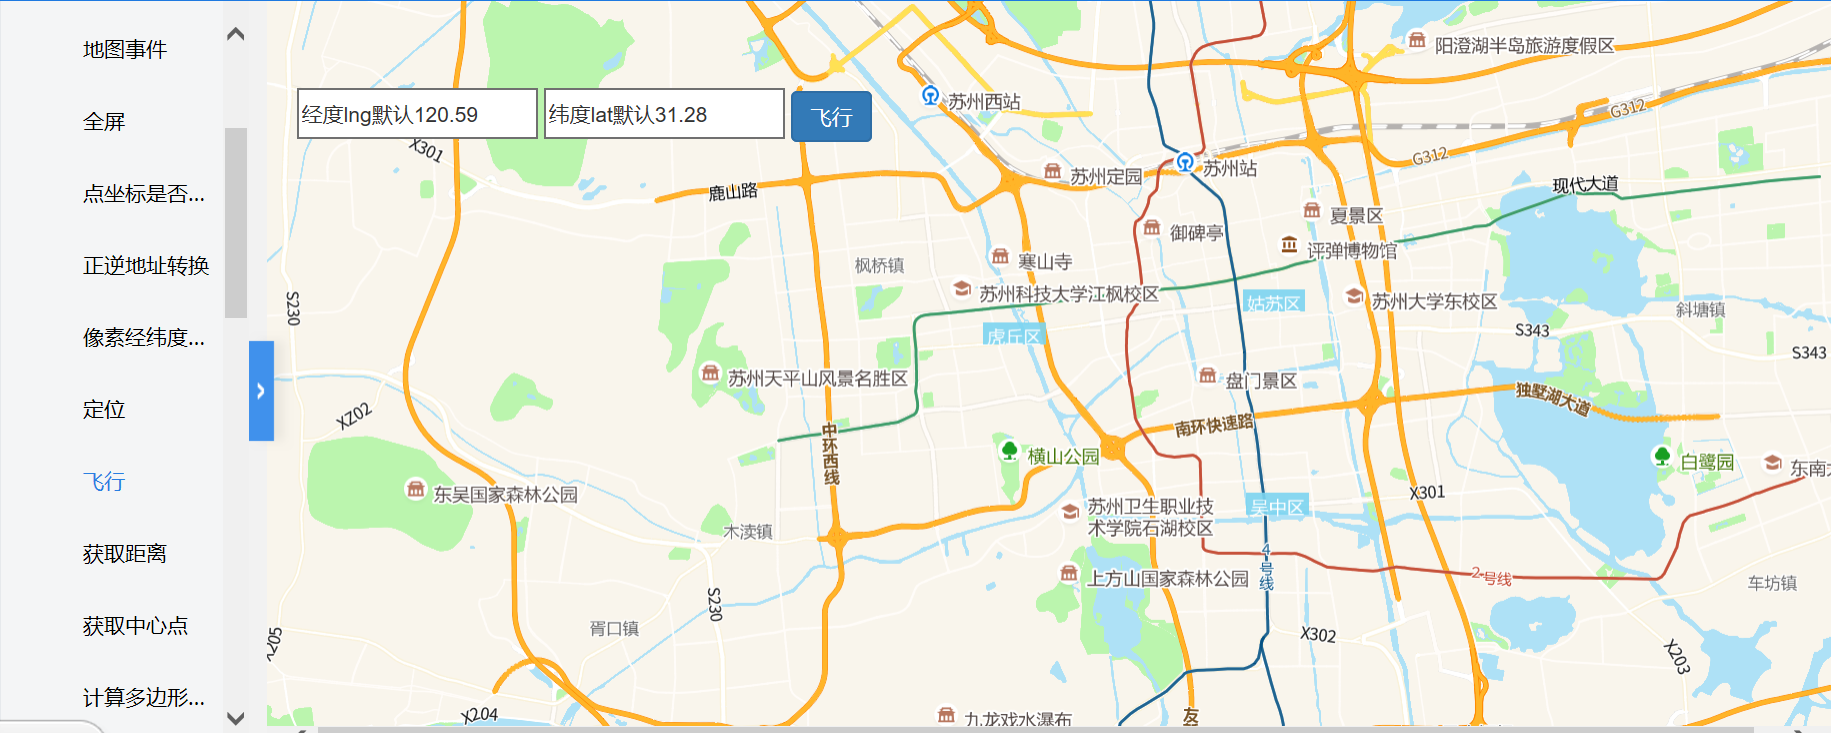 地图事件
全屏
点坐标是否...
正逆地址转换
像素经纬度...
定位
飞行
获取距离
获取中心点
计算多边形...
经度lng默认120.59
纬度lat默认31.28
飞行
阳澄湖半岛旅游度假区
苏州西站
G312
X301
G312
苏州定园
苏州站
鹿山路
现代大道
夏景区
御碑亭
评弹博物馆
枫桥镇
寒山寺
苏州科技大学江枫校区
姑苏区
苏州大学东校区
S230
斜塘镇
虎丘区
S343
S343
苏州天平山风景名胜区
盘门景区
XZ02
独墅湖大道
南环快速路
中环西线
横山公园
白鹭园
东南大
东吴国家森林公园
X301
苏州卫生职业技
术学院石湖校区
吴中区
木渎镇
4号线
上方山国家森林公园
2号线
车坊镇
S230
胥口镇
X302
X205
X203
X204
九龙戏水瀑布
友